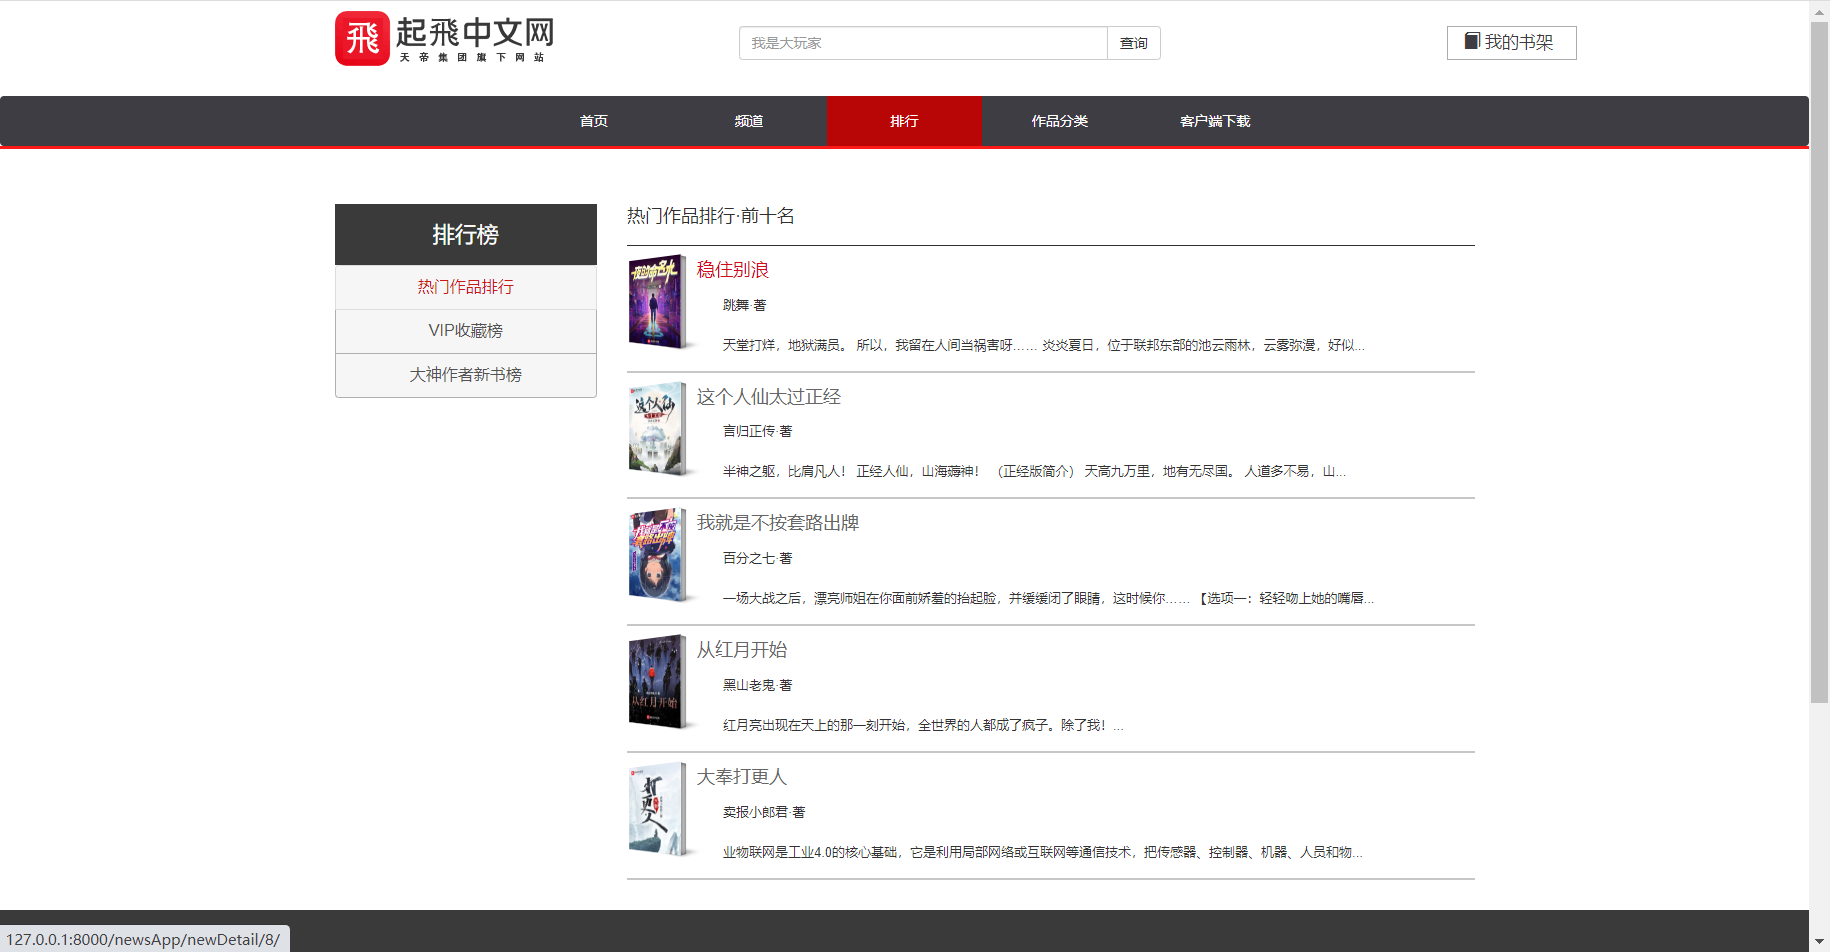 飛 起飛中文网
天帝集团旗下网站
我是大玩家
查询
我的书架
首页 频道 排行 作品分类 客户端下载
排行榜
热门作品排行
VIP收藏榜
大神作者新书榜
热门作品排行·前十名
稳住别浪
跳舞·著
天堂打烊，地狱满员。 所以，我留在人间当祸害呀…… 炎炎夏日，位于联邦东部的池云雨林，云雾弥漫，好似...
这个人仙太过正经
言归正传·著
半神之躯，比肩凡人！ 正经人仙，山海薅神！ （正经版简介） 天高九万里，地有无尽国。 人道多不易，山...
我就是不按套路出牌
百分之七·著
一场大战之后，漂亮师姐在你面前娇羞的抬起脸，并缓缓闭了眼睛，这时候你…… 【选项一：轻轻吻上她的嘴唇...
从红月开始
从红月开始
黑山老鬼·著
红月亮出现在天上的那一刻开始，全世界的人都成了疯子。除了我！...
打更人
大奉打更人
卖报小郎君·著
业物联网是工业4.0的核心基础，它是利用局部网络或互联网等通信技术，把传感器、控制器、机器、人员和物...
127.0.0.1:8000/newsApp/newDetail/8/